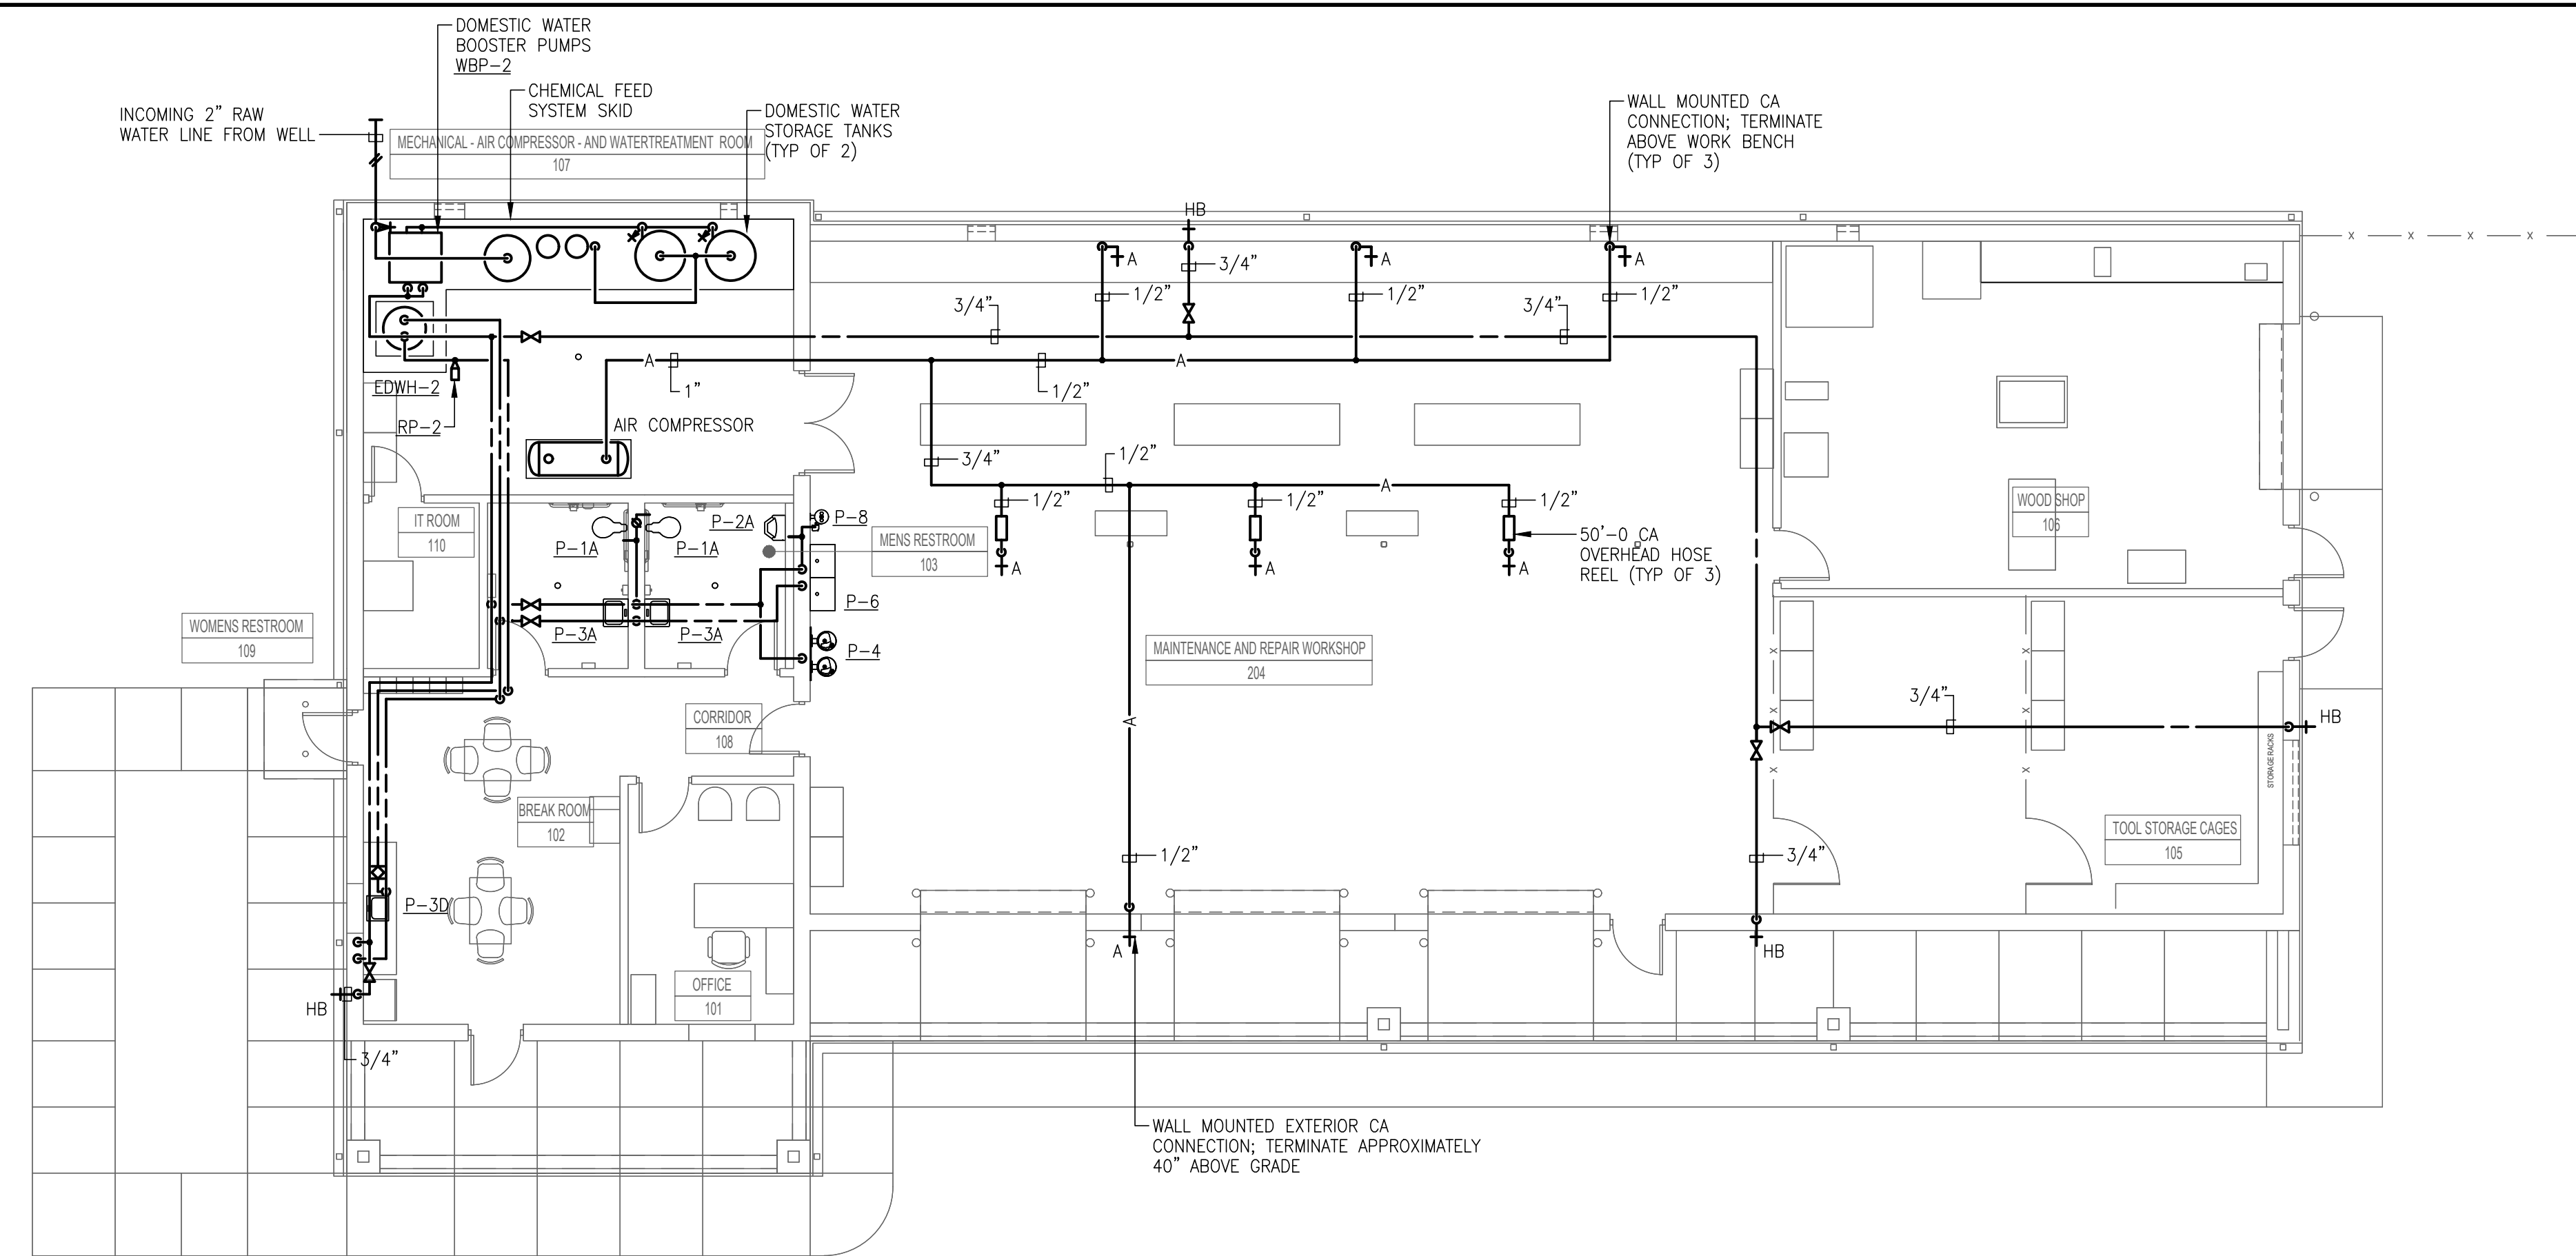 DOMESTIC WATER
BOOSTER PUMPS
WBP-2
CHEMICAL FEED
SYSTEM SKID
INCOMING 2" RAW
WATER LINE FROM WELL
DOMESTIC WATER
STORAGE TANKS
(TYP OF 2)
MECHANICAL - AIR COMPRESSOR - AND WATERTREATMENT ROOM
107
WALL MOUNTED CA
CONNECTION; TERMINATE
ABOVE WORK BENCH
(TYP OF 3)
HB
A
A
A
3/4"
1/2"
1/2"
1/2"
3/4"
3/4"
x x x x
A
A
1"
1/2"
EDWH-2
RP-2
AIR COMPRESSOR
3/4"
1/2"
A
1/2"
1/2"
1/2"
IT ROOM
110
P-1A
P-1A
P-2A
P-8
MENS RESTROOM
103
A
A
A
50'-0 CA
OVERHEAD HOSE
REEL (TYP OF 3)
WOOD SHOP
106
P-6
WOMENS RESTROOM
109
P-3A
P-3A
P-4
MAINTENANCE AND REPAIR WORKSHOP
204
x
x
x
x
x
x
3/4"
HB
CORRIDOR
108
A
STORAGE RACKS
BREAK ROOM
102
TOOL STORAGE CAGES
105
1/2"
3/4"
P-3D
A
HB
OFFICE
101
HB
3/4"
WALL MOUNTED EXTERIOR CA
CONNECTION; TERMINATE APPROXIMATELY
40" ABOVE GRADE